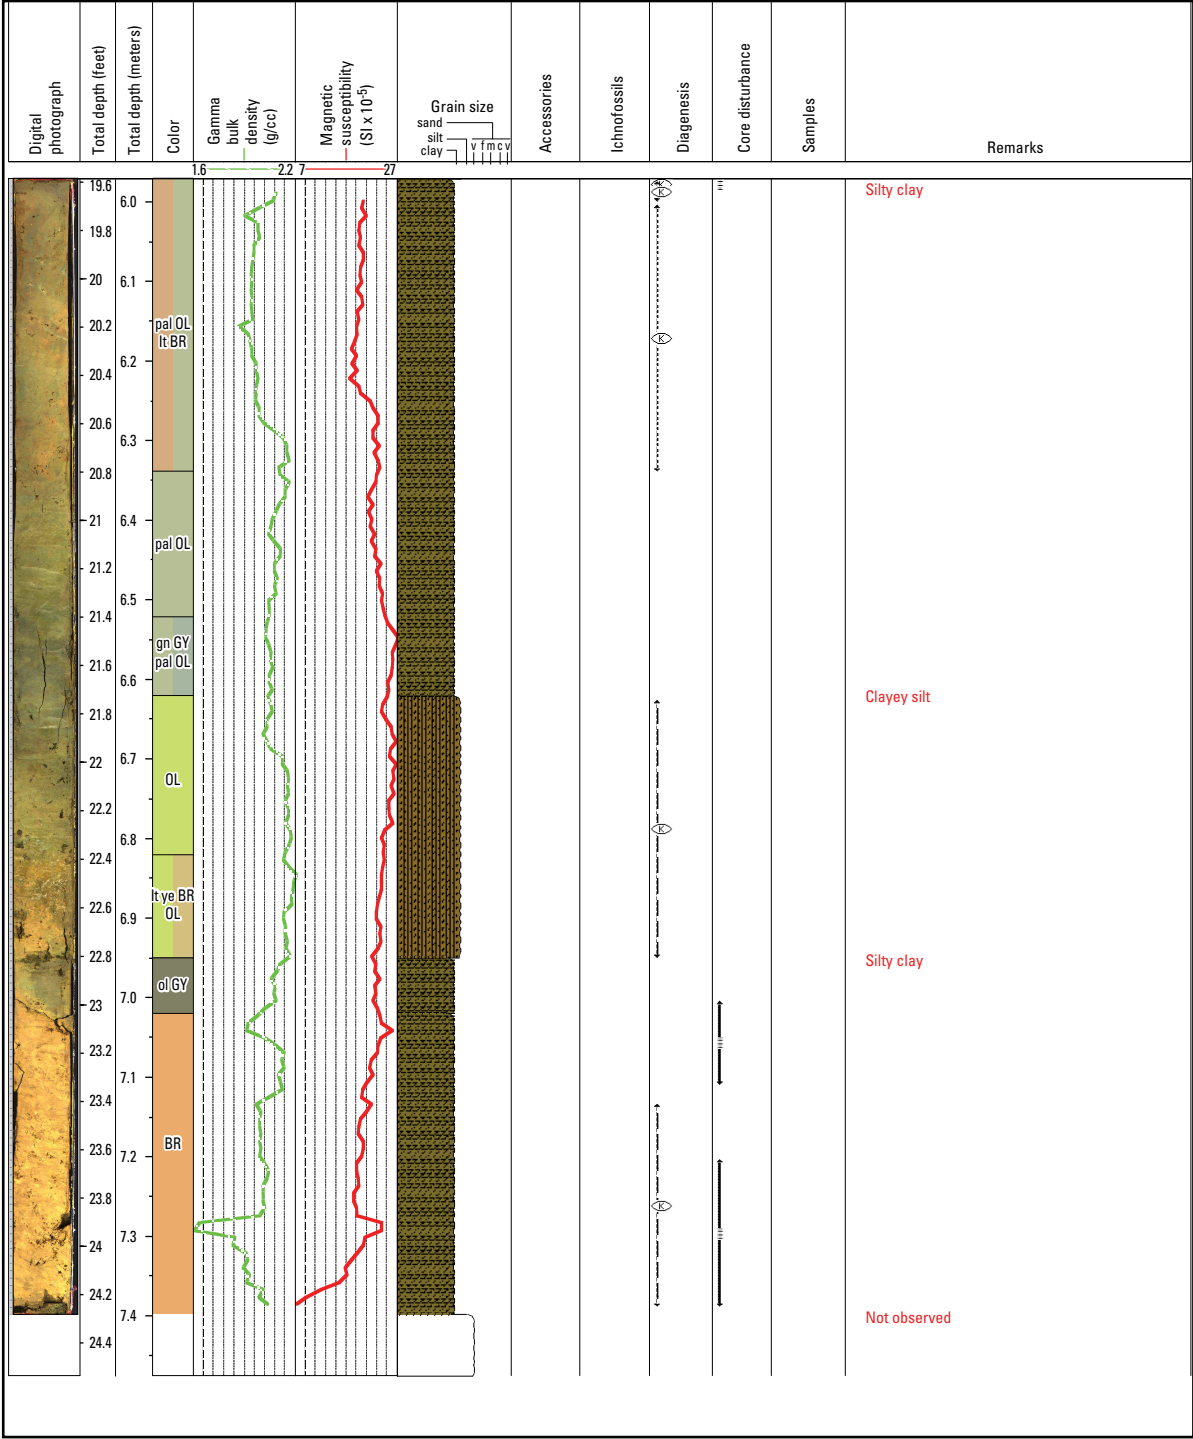 Digital
photograph
Total depth (feet)
Total depth (meters)
Color
Gamma
bulk
density
(g/cc)
Magnetic
susceptibility
(SI x 10-5)
Grain size
sand
silt
clay
v f m c v
Accessories
Ichnofossils
Diagenesis
Core disturbance
Samples
Remarks
1.6 2.2 7 27
19.6
19.8
20
20.2
20.4
20.6
20.8
21
21.2
21.4
21.6
21.8
22
22.2
22.4
22.6
22.8
23
23.2
23.4
23.6
23.8
24
24.2
24.4
6.0
6.1
6.2
6.3
6.4
6.5
6.6
6.7
6.8
6.9
7.0
7.1
7.2
7.3
7.4
pal OL
lt BR
pal OL
gn GY
pal OL
OL
lt ye BR
OL
ol GY
BR
K
K
K
K
K
Silty clay
Clayey silt
Silty clay
Not observed